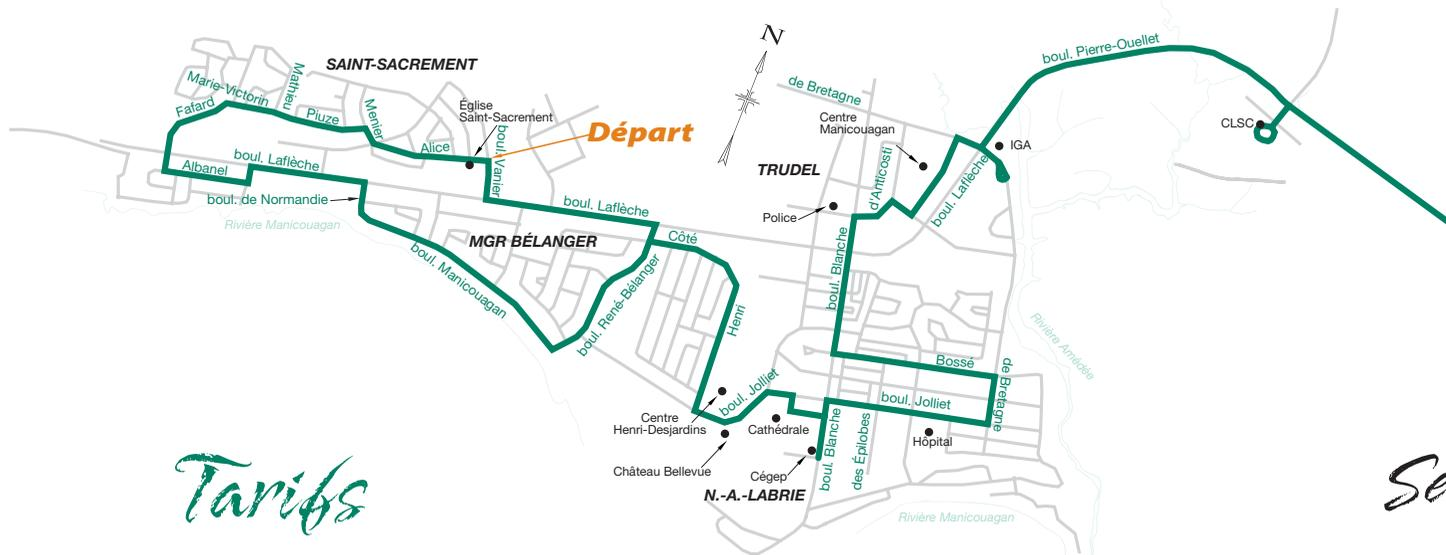 boul. Pierre-Ouellet
N
SAINT-SACREMENT
Mathieu
Marie-Victorin
Fafard
Piuze
Menier
Alice
Église
Saint-Sacrement
boul. Vanier
Départ
de Bretagne
Centre
Manicouagan
CLSC
IGA
TRUDEL
d'Anticosti
boul. Laflèche
Police
Albanel
boul. Laflèche
boul. de Normandie
Rivière Manicouagan
boul. Laflèche
MGR BÉLANGER
Côté
boul. Manicouagan
boul. René-Bélanger
Henri
boul. Blanche
Rivière Amédée
Bossé
de Bretagne
boul. Jolliet
boul. Jolliet
Centre
Henri-Desjardins
Cathédrale
Hôpital
Château Bellevue
Cégep
boul. Blanche
des Épilobes
N.-A.-LABRIE
Rivière Manicouagan
Tarifs
Se